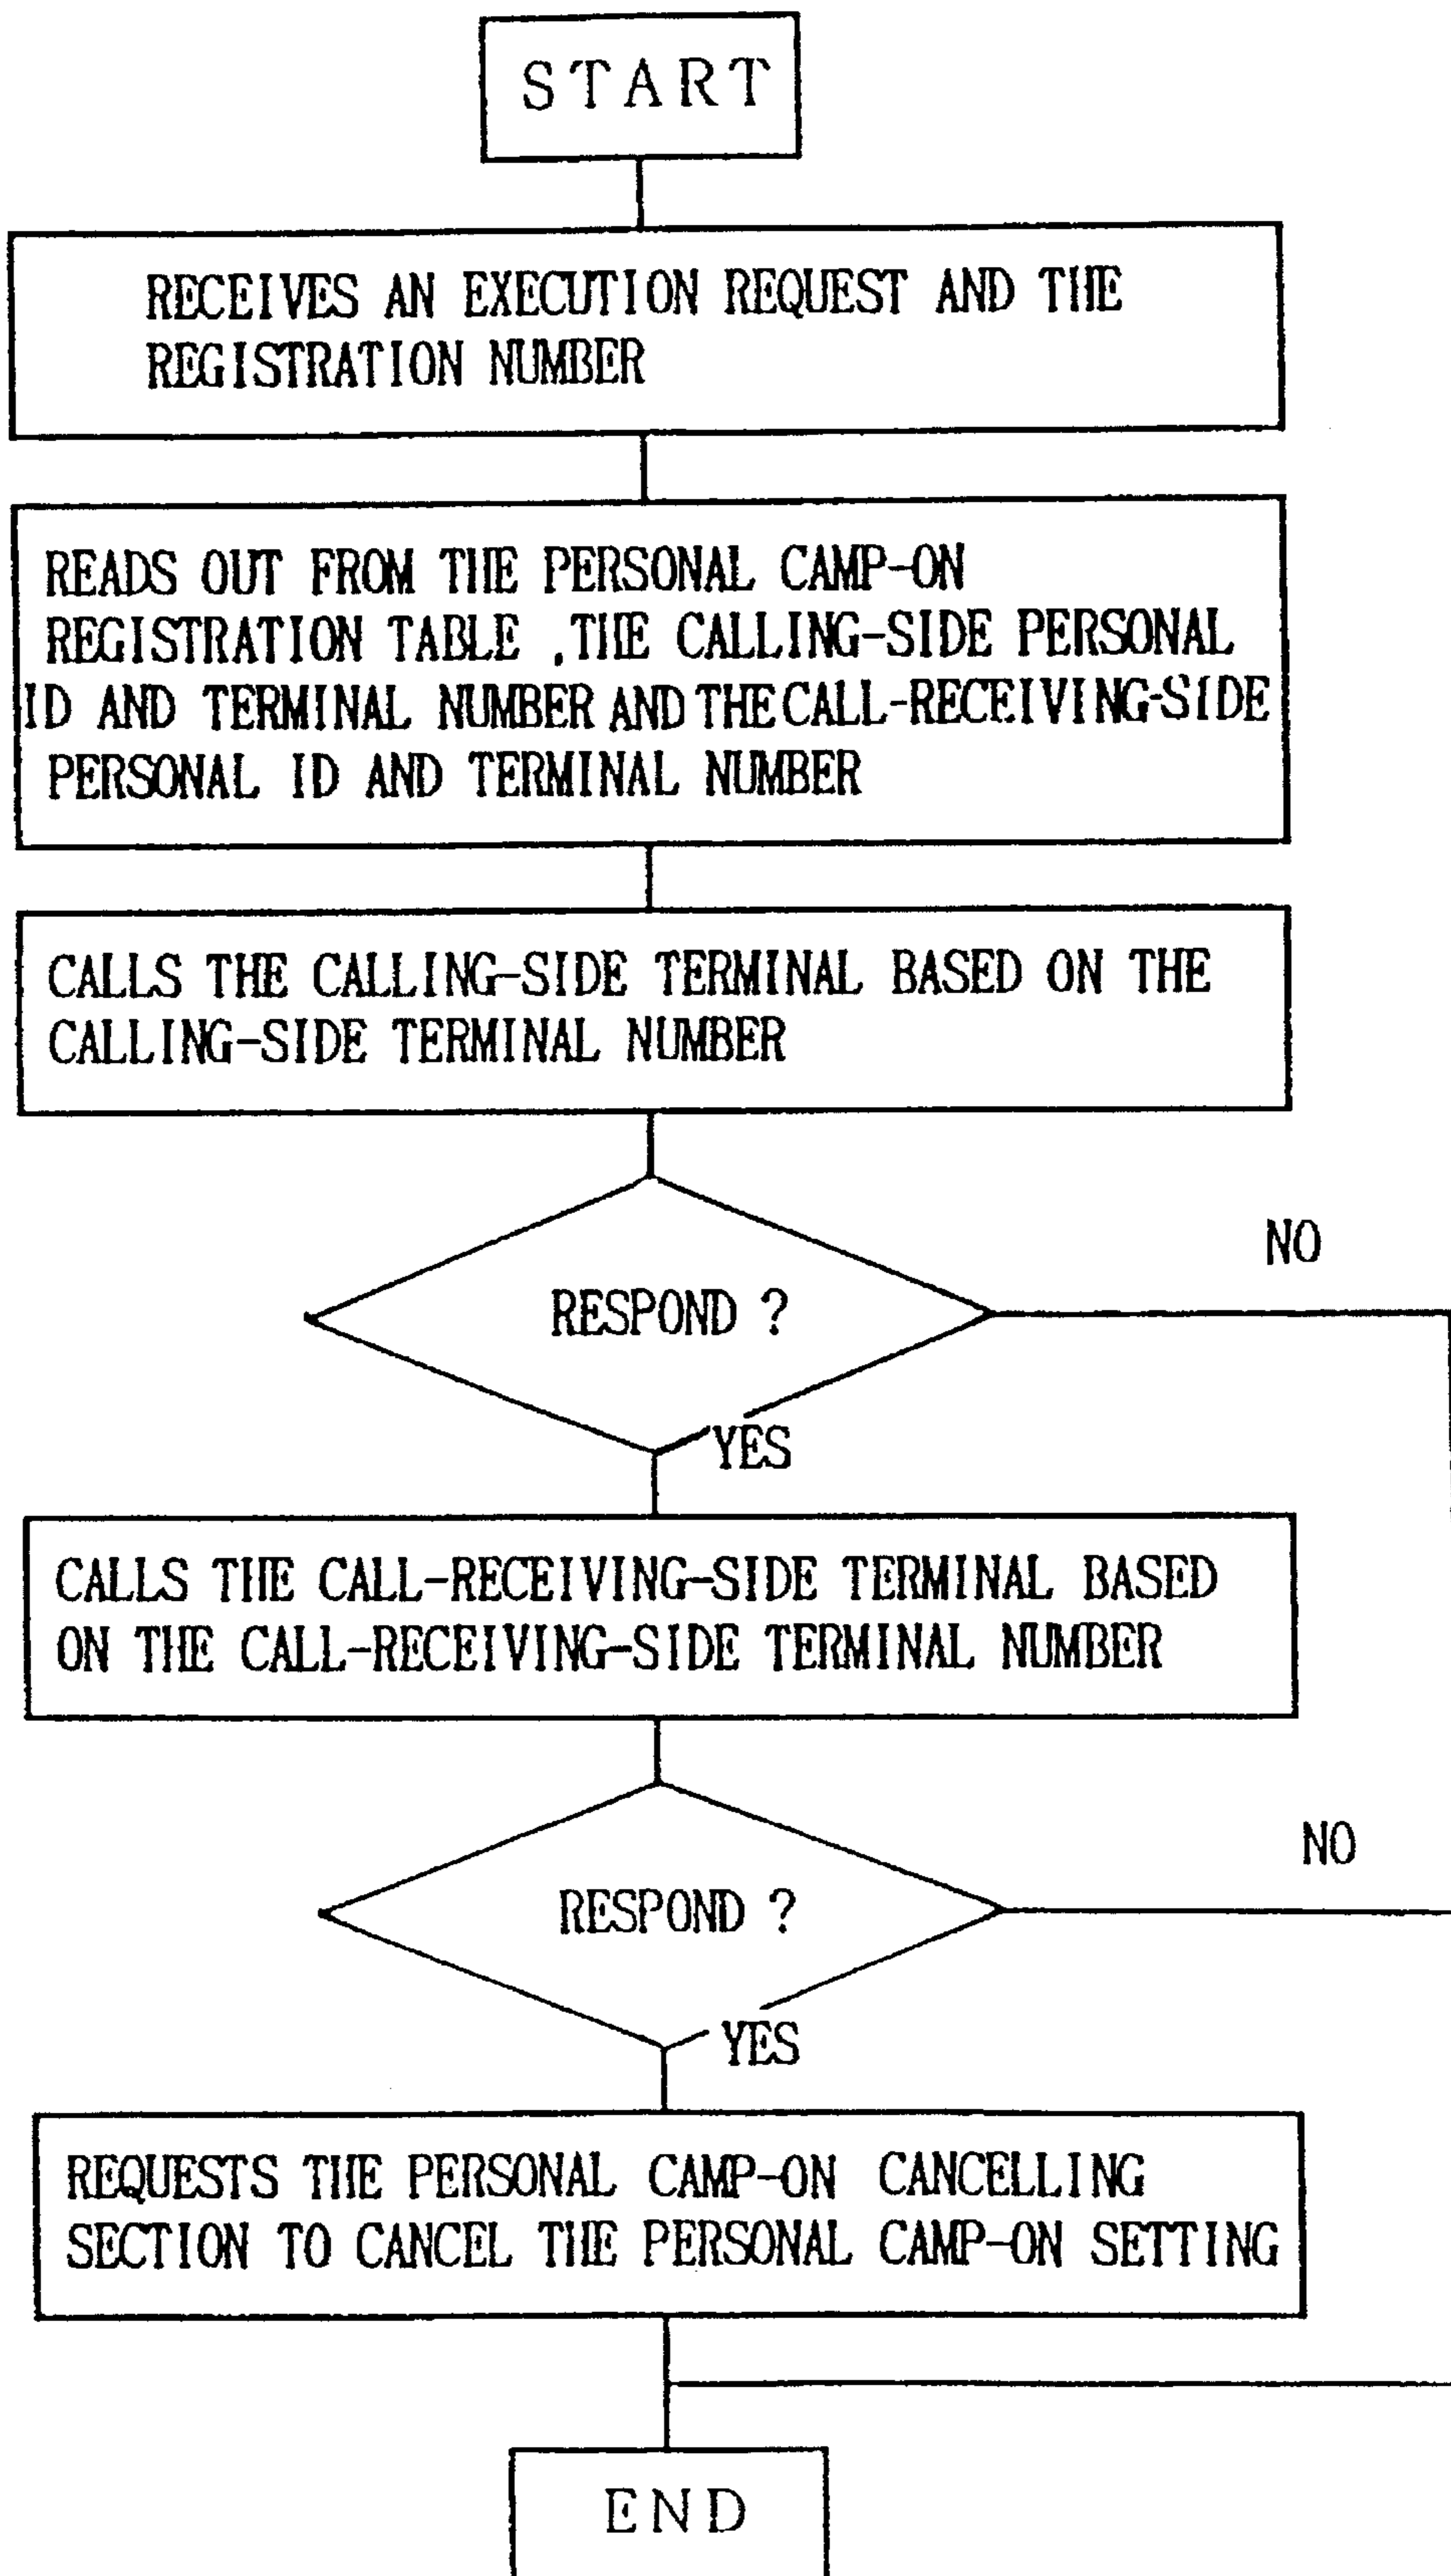 START
RECEIVES AN EXECUTION REQUEST AND THE
REGISTRATION NUMBER
READS OUT FROM THE PERSONAL CAMP-ON
REGISTRATION TABLE , THE CALLING-SIDE PERSONAL
ID AND TERMINAL NUMBER AND THE CALL-RECEIVING-SIDE
PERSONAL ID AND TERMINAL NUMBER
CALLS THE CALLING-SIDE TERMINAL BASED ON THE
CALLING-SIDE TERMINAL NUMBER
NO
RESPOND ?
YES
CALLS THE CALL-RECEIVING-SIDE TERMINAL BASED
ON THE CALL-RECEIVING-SIDE TERMINAL NUMBER
NO
RESPOND ?
YES
REQUESTS THE PERSONAL CAMP-ON CANCELLING
SECTION TO CANCEL THE PERSONAL CAMP-ON SETTING
END